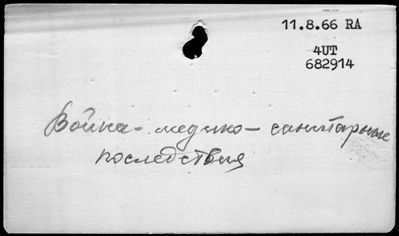 11.8.66 RA
4UT
682914
Война - медико - санитарные
последствия